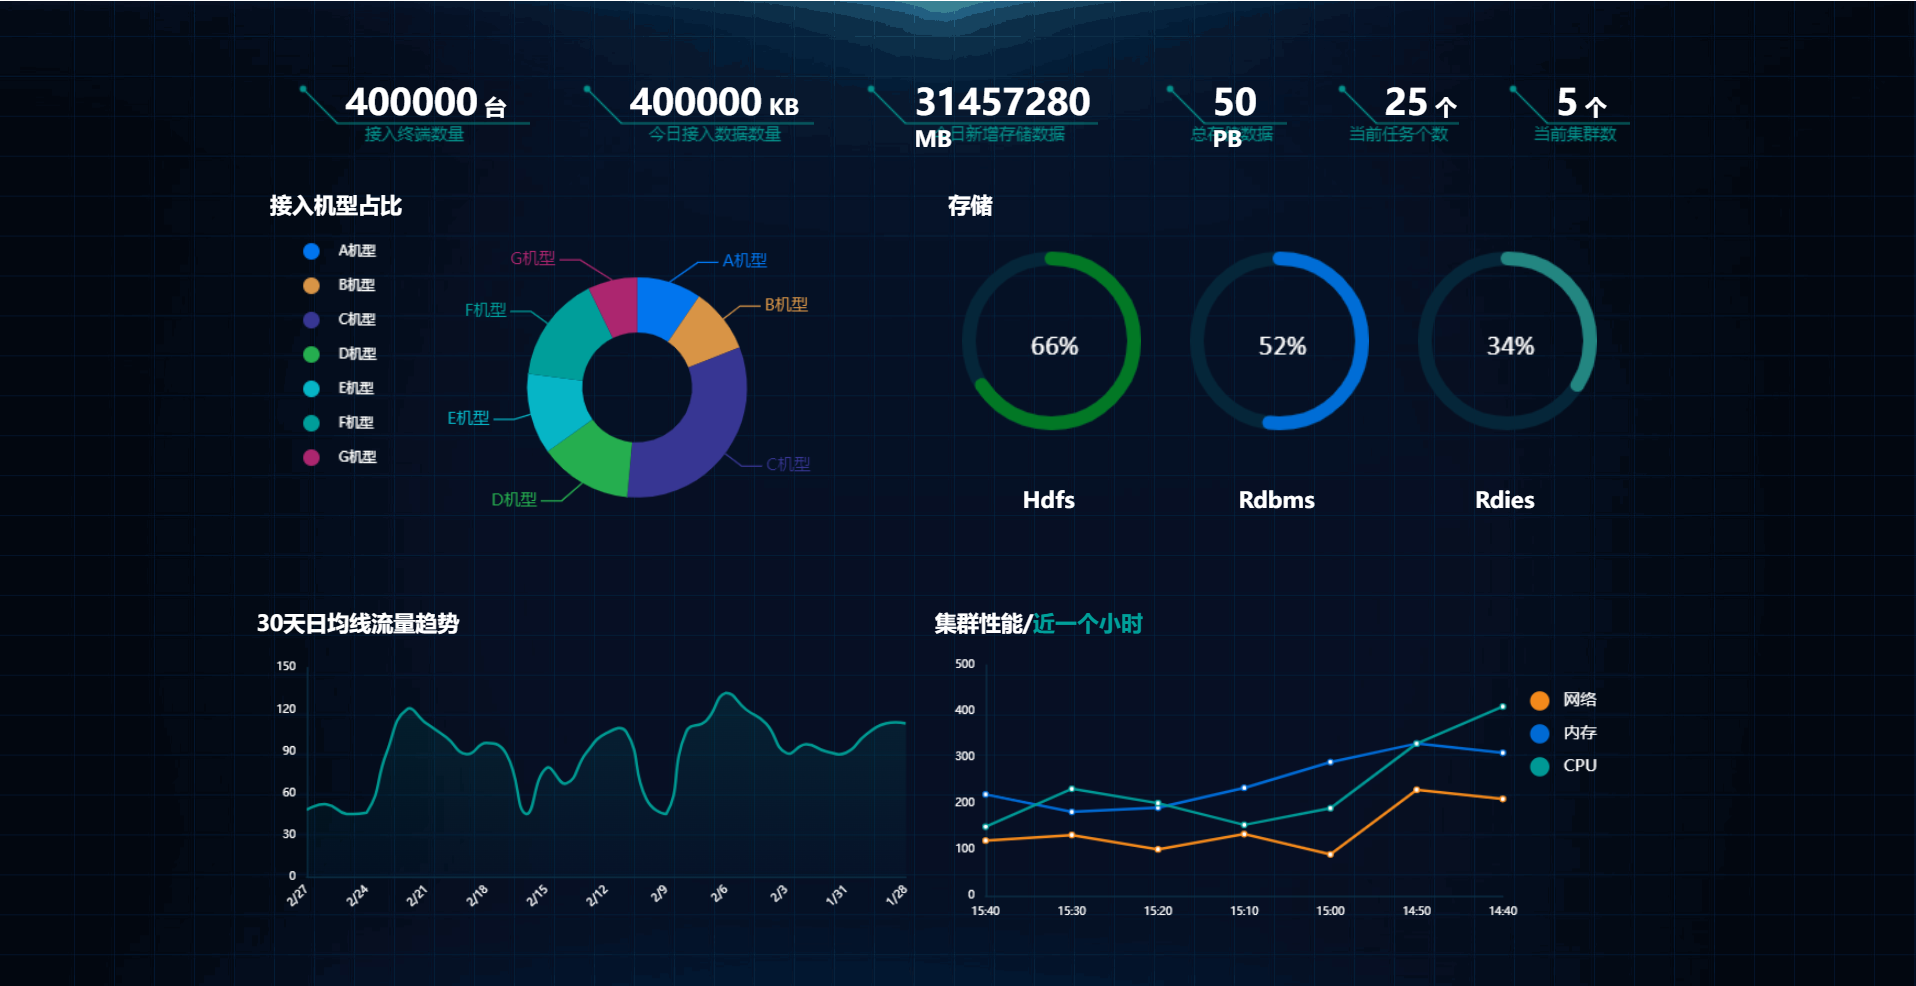 400000 台
接入终端数量
400000 KB
今日接入数据数量
31457280
MB
今日新增存储数据
50
PB
总存储数据
25 个
当前任务个数
5 个
当前集群数
接入机型占比
A机型
B机型
C机型
D机型
E机型
F机型
G机型
G机型
A机型
F机型
B机型
E机型
C机型
D机型
存储
66%
52%
34%
Hdfs
Rdbms
Rdies
30天日均线流量趋势
150
120
90
60
30
0
2/27
2/24
2/21
2/18
2/15
2/12
2/9
2/6
2/3
1/31
1/28
集群性能/近一个小时
500
400
300
200
100
0
15:40
15:30
15:20
15:10
15:00
14:50
14:40
网络
内存
CPU